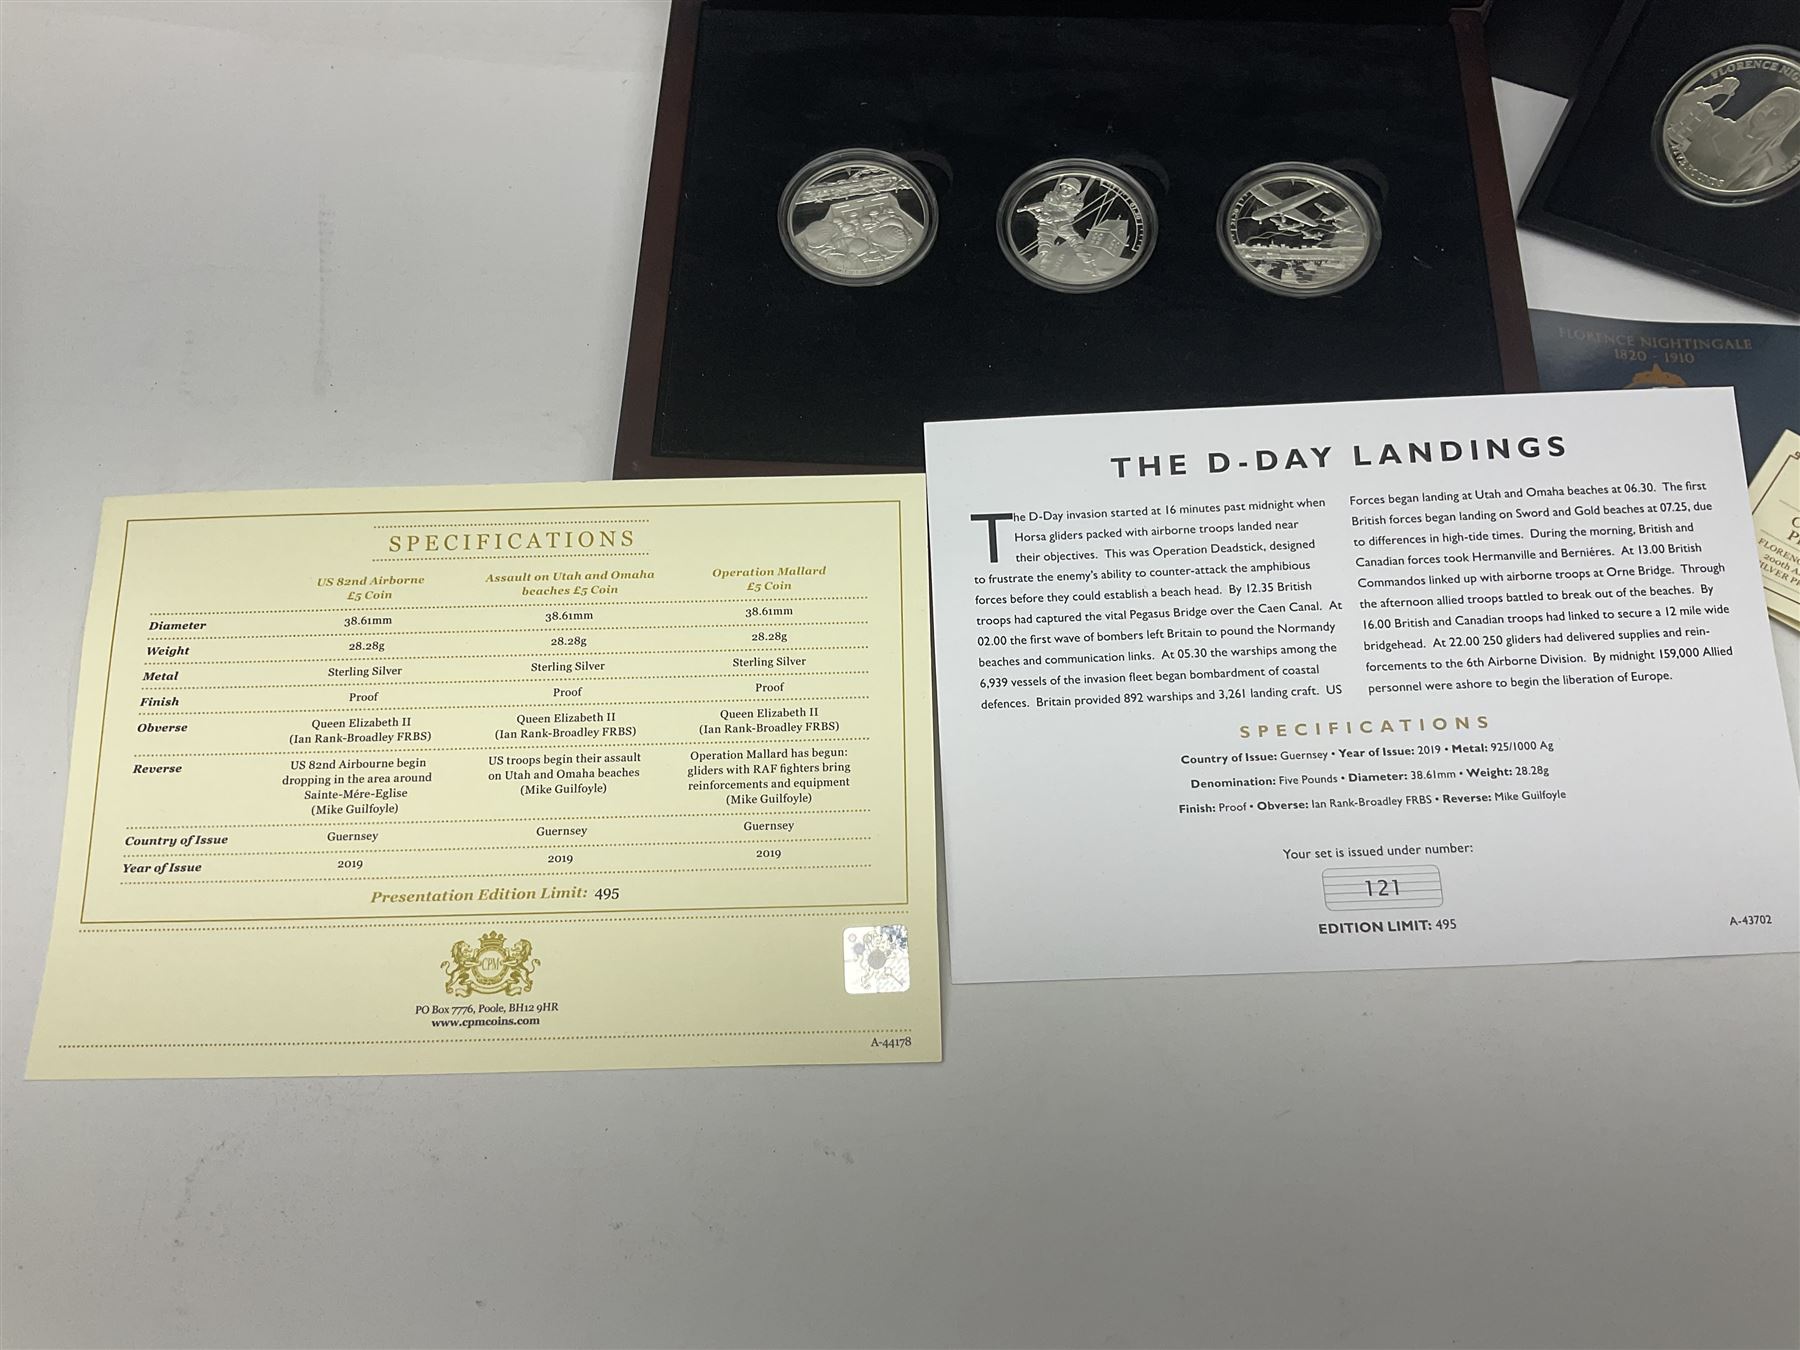 FLORENCE NIGHTINGALE
1820 - 1910
SPECIFICATIONS
US 82nd Airborne £5 Coin
Assault on Utah and Omaha beaches £5 Coin
Operation Mallard £5 Coin
Diameter 38.61mm 38.61mm 38.61mm
Weight 28.28g 28.28g 28.28g
Metal Sterling Silver Sterling Silver Sterling Silver
Finish Proof Proof Proof
Obverse Queen Elizabeth II Queen Elizabeth II Queen Elizabeth II
(Ian Rank-Broadley FRBS) (Ian Rank-Broadley FRBS) (Ian Rank-Broadley FRBS)
Reverse
US 82nd Airbourne begin
dropping in the area around
Sainte-Mére-Eglise
(Mike Guilfoyle)
US troops begin their assault
on Utah and Omaha beaches
(Mike Guilfoyle)
Operation Mallard has begun:
gliders with RAF fighters bring
reinforcements and equipment
(Mike Guilfoyle)
Country of Issue Guernsey Guernsey Guernsey
Year of Issue 2019 2019 2019
Presentation Edition Limit: 495
CPM
PO Box 7776, Poole, BH12 9HR
www.cpmcoins.com
A-44178
THE D-DAY LANDINGS
The D-Day invasion started at 16 minutes past midnight when
Horsa gliders packed with airborne troops landed near
their objectives. This was Operation Deadstick, designed
to frustrate the enemy's ability to counter-attack the amphibious
forces before they could establish a beach head. By 12.35 British
troops had captured the vital Pegasus Bridge over the Caen Canal. At
02.00 the first wave of bombers left Britain to pound the Normandy
beaches and communication links. At 05.30 the warships among the
6,939 vessels of the invasion fleet began bombardment of coastal
defences. Britain provided 892 warships and 3,261 landing craft. US
Forces began landing at Utah and Omaha beaches at 06.30. The first
British forces began landing on Sword and Gold beaches at 07.25, due
to differences in high-tide times. During the morning, British and
Canadian forces took Hermanville and Berniéres. At 13.00 British
Commandos linked up with airborne troops at Orne Bridge. Through
the afternoon allied troops battled to break out of the beaches. By
16.00 British and Canadian troops had linked to secure a 12 mile wide
bridgehead. At 22.00 250 gliders had delivered supplies and rein-
forcements to the 6th Airborne Division. By midnight 159,000 Allied
personnel were ashore to begin the liberation of Europe.
SPECIFICATIONS
Country of Issue: Guernsey • Year of Issue: 2019 • Metal: 925/1000 Ag
Denomination: Five Pounds • Diameter: 38.61mm • Weight: 28.28g
Finish: Proof • Obverse: Ian Rank-Broadley FRBS • Reverse: Mike Guilfoyle
Your set is issued under number:
121
EDITION LIMIT: 495
A-43702